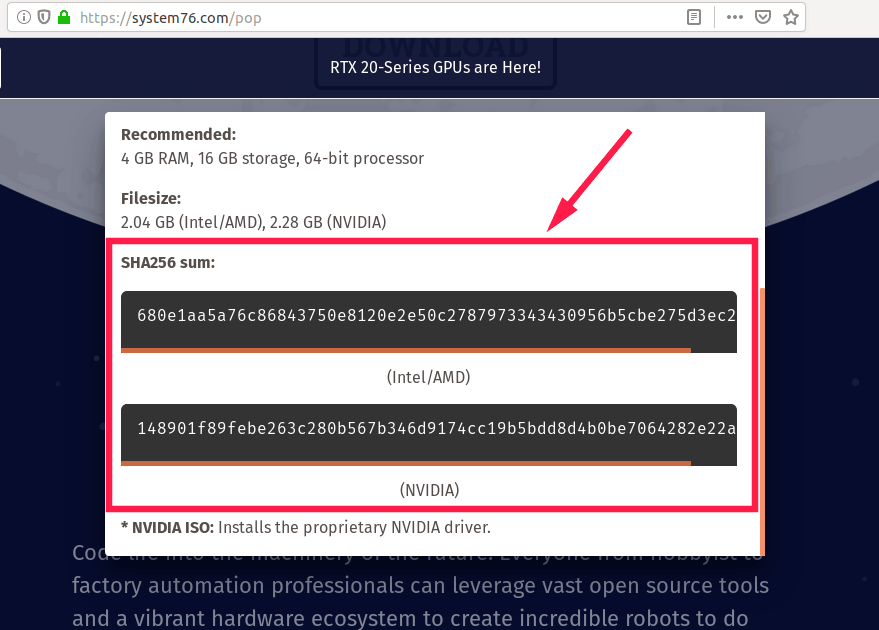 https://system76.com/pop
DOWNLOAD
RTX 20-Series GPUs are Here!
Recommended:
4 GB RAM, 16 GB storage, 64-bit processor
Filesize:
2.04 GB (Intel/AMD), 2.28 GB (NVIDIA)
SHA256 sum:
680e1aa5a76c86843750e8120e2e50c2787973343430956b5cbe275d3ec2
(Intel/AMD)
148901f89febe263c280b567b346d9174cc19b5bdd8d4b0be7064282e22a
(NVIDIA)
* NVIDIA ISO: Installs the proprietary NVIDIA driver.
Code life into the machinery of the future. Everyone from hobbyist to
factory automation professionals can leverage vast open source tools
and a vibrant hardware ecosystem to create incredible robots to do